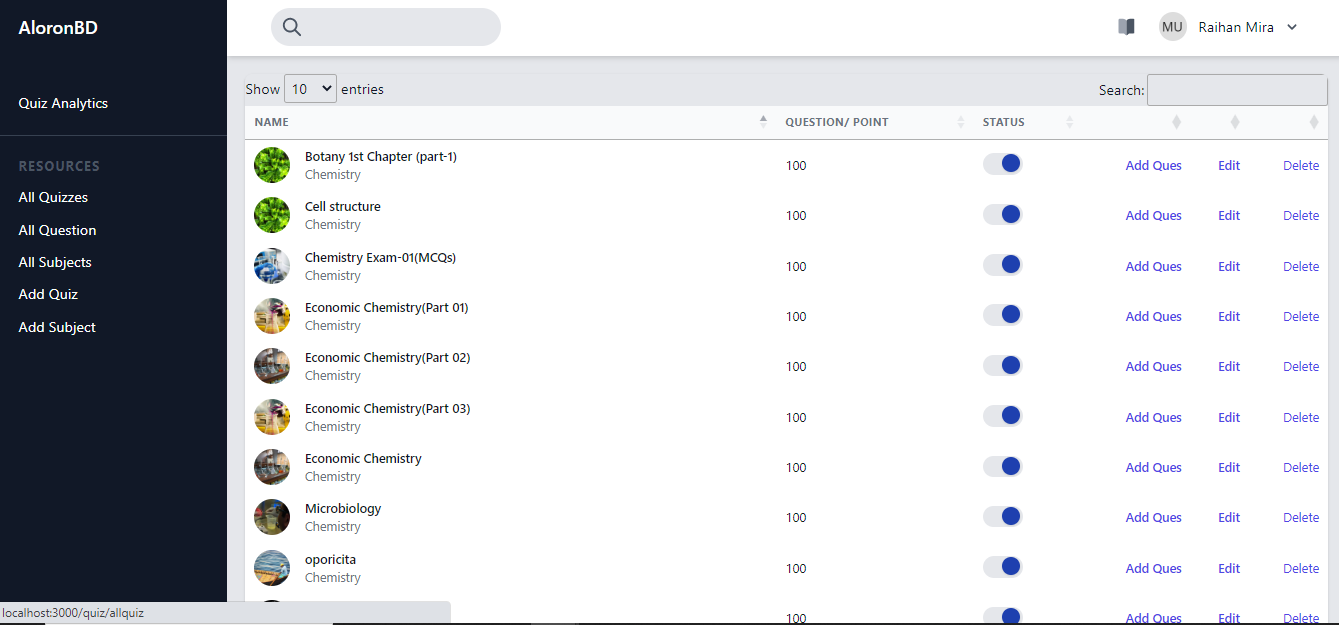 AloronBD
MU Raihan Mira
Quiz Analytics
RESOURCES
All Quizzes
All Question
All Subjects
Add Quiz
Add Subject
Show 10 entries
Search:
NAME QUESTION/ POINT STATUS
Botany 1st Chapter (part-1)
Chemistry
100 Add Ques Edit Delete
Cell structure
Chemistry
100 Add Ques Edit Delete
Chemistry Exam-01(MCQs)
Chemistry
100 Add Ques Edit Delete
Economic Chemistry(Part 01)
Chemistry
100 Add Ques Edit Delete
Economic Chemistry(Part 02)
Chemistry
100 Add Ques Edit Delete
Economic Chemistry(Part 03)
Chemistry
100 Add Ques Edit Delete
Economic Chemistry
Chemistry
100 Add Ques Edit Delete
Microbiology
Chemistry
100 Add Ques Edit Delete
oporicita
Chemistry
100 Add Ques Edit Delete
100 Add Ques Edit Delete
localhost:3000/quiz/allquiz